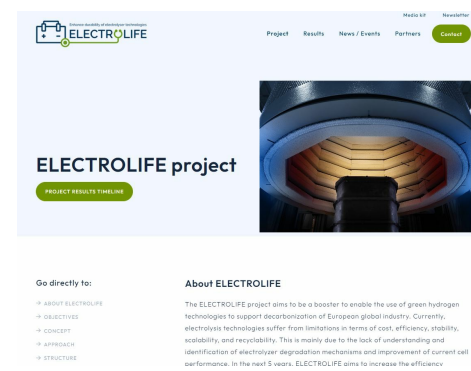 Media kit Newsletter
Enhance durability of electrolyser technologies
ELECTROLIFE
Project Results News / Events Partners Contact
ELECTROLIFE project
PROJECT RESULTS TIMELINE
Go directly to:
→ ABOUT ELECTROLIFE
→ OBJECTIVES
→ CONCEPT
→ APPROACH
→ STRUCTURE
About ELECTROLIFE
The ELECTROLIFE project aims to be a booster to enable the use of green hydrogen
technologies to support decarbonization of European global industry. Currently,
electrolysis technologies suffer from limitations in terms of cost, efficiency, stability,
scalability, and recyclability. This is mainly due to the lack of understanding and
identification of electrolyzer degradation mechanisms and improvement of current cell
performance. In the next 5 years, ELECTROLIFE aims to increase the efficiency